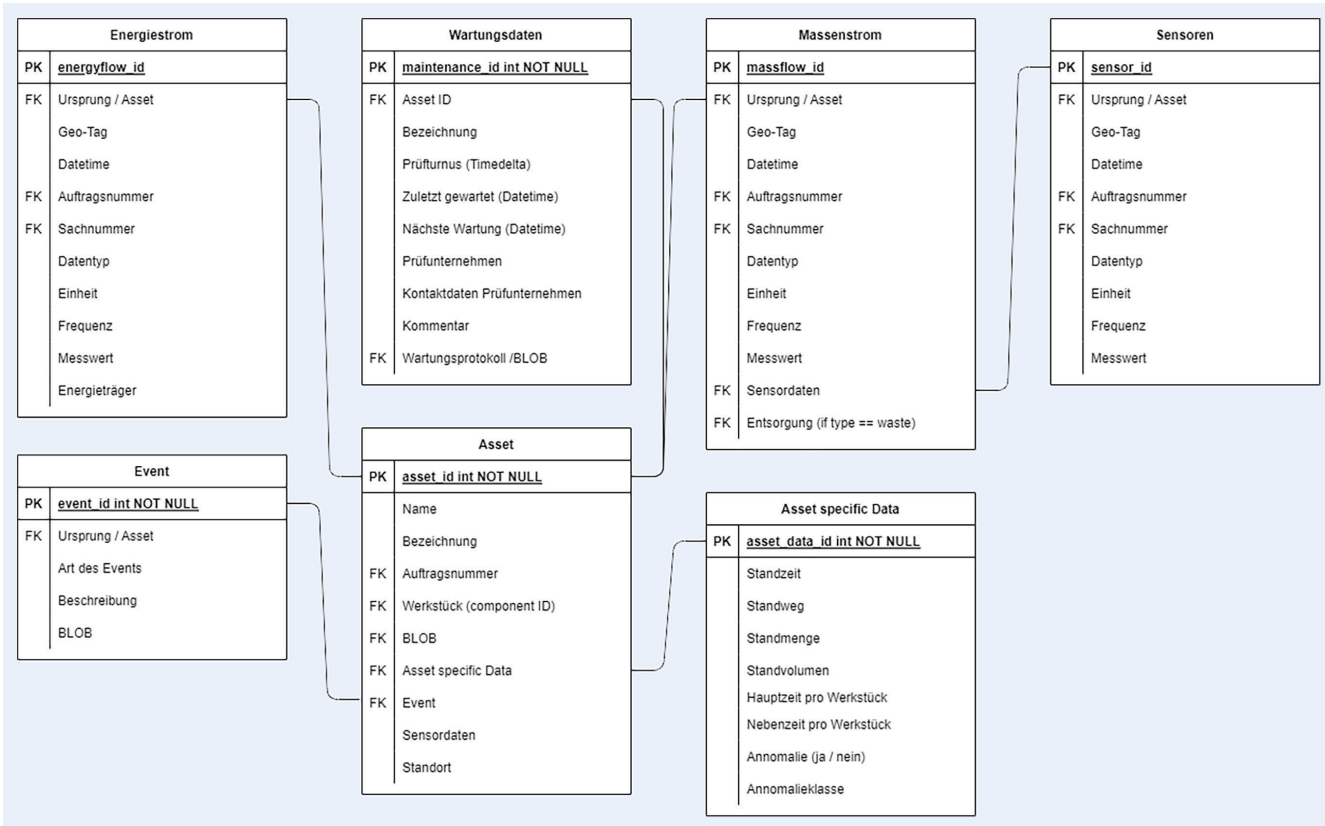 Energiestrom
PK energyflow_id
FK Ursprung / Asset
Geo-Tag
Datetime
FK Auftragsnummer
FK Sachnummer
Datentyp
Einheit
Frequenz
Messwert
Energieträger
Wartungsdaten
PK maintenance_id int NOT NULL
FK Asset ID
Bezeichnung
Prüfturnus (Timedelta)
Zuletzt gewartet (Datetime)
Nächste Wartung (Datetime)
Prüfunternehmen
Kontaktdaten Prüfunternehmen
Kommentar
FK Wartungsprotokoll /BLOB
Massenstrom
PK massflow_id
FK Ursprung / Asset
Geo-Tag
Datetime
FK Auftragsnummer
FK Sachnummer
Datentyp
Einheit
Frequenz
Messwert
FK Sensordaten
FK Entsorgung (if type == waste)
Sensoren
PK sensor_id
FK Ursprung / Asset
Geo-Tag
Datetime
FK Auftragsnummer
FK Sachnummer
Datentyp
Einheit
Frequenz
Messwert
Event
PK event_id int NOT NULL
FK Ursprung / Asset
Art des Events
Beschreibung
BLOB
Asset
PK asset_id int NOT NULL
Name
Bezeichnung
FK Auftragsnummer
FK Werkstück (component ID)
FK BLOB
FK Asset specific Data
FK Event
Sensordaten
Standort
Asset specific Data
PK asset_data_id int NOT NULL
Standzeit
Standweg
Standmenge
Standvolumen
Hauptzeit pro Werkstück
Nebenzeit pro Werkstück
Annomalie (ja / nein)
Annomalieklasse